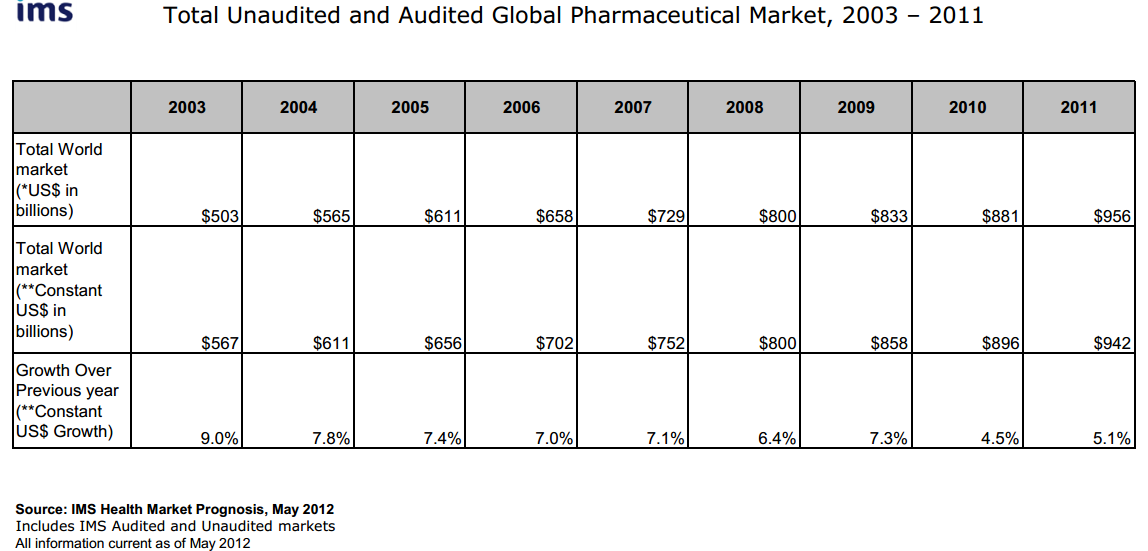 ims
Total Unaudited and Audited Global Pharmaceutical Market, 2003 – 2011
2003 2004 2005 2006 2007 2008 2009 2010 2011
Total World
market
(*US$ in
billions) $503 $565 $611 $658 $729 $800 $833 $881 $956
Total World
market
(**Constant
US$ in
billions) $567 $611 $656 $702 $752 $800 $858 $896 $942
Growth Over
Previous year
(**Constant
US$ Growth) 9.0% 7.8% 7.4% 7.0% 7.1% 6.4% 7.3% 4.5% 5.1%
Source: IMS Health Market Prognosis, May 2012
Includes IMS Audited and Unaudited markets
All information current as of May 2012